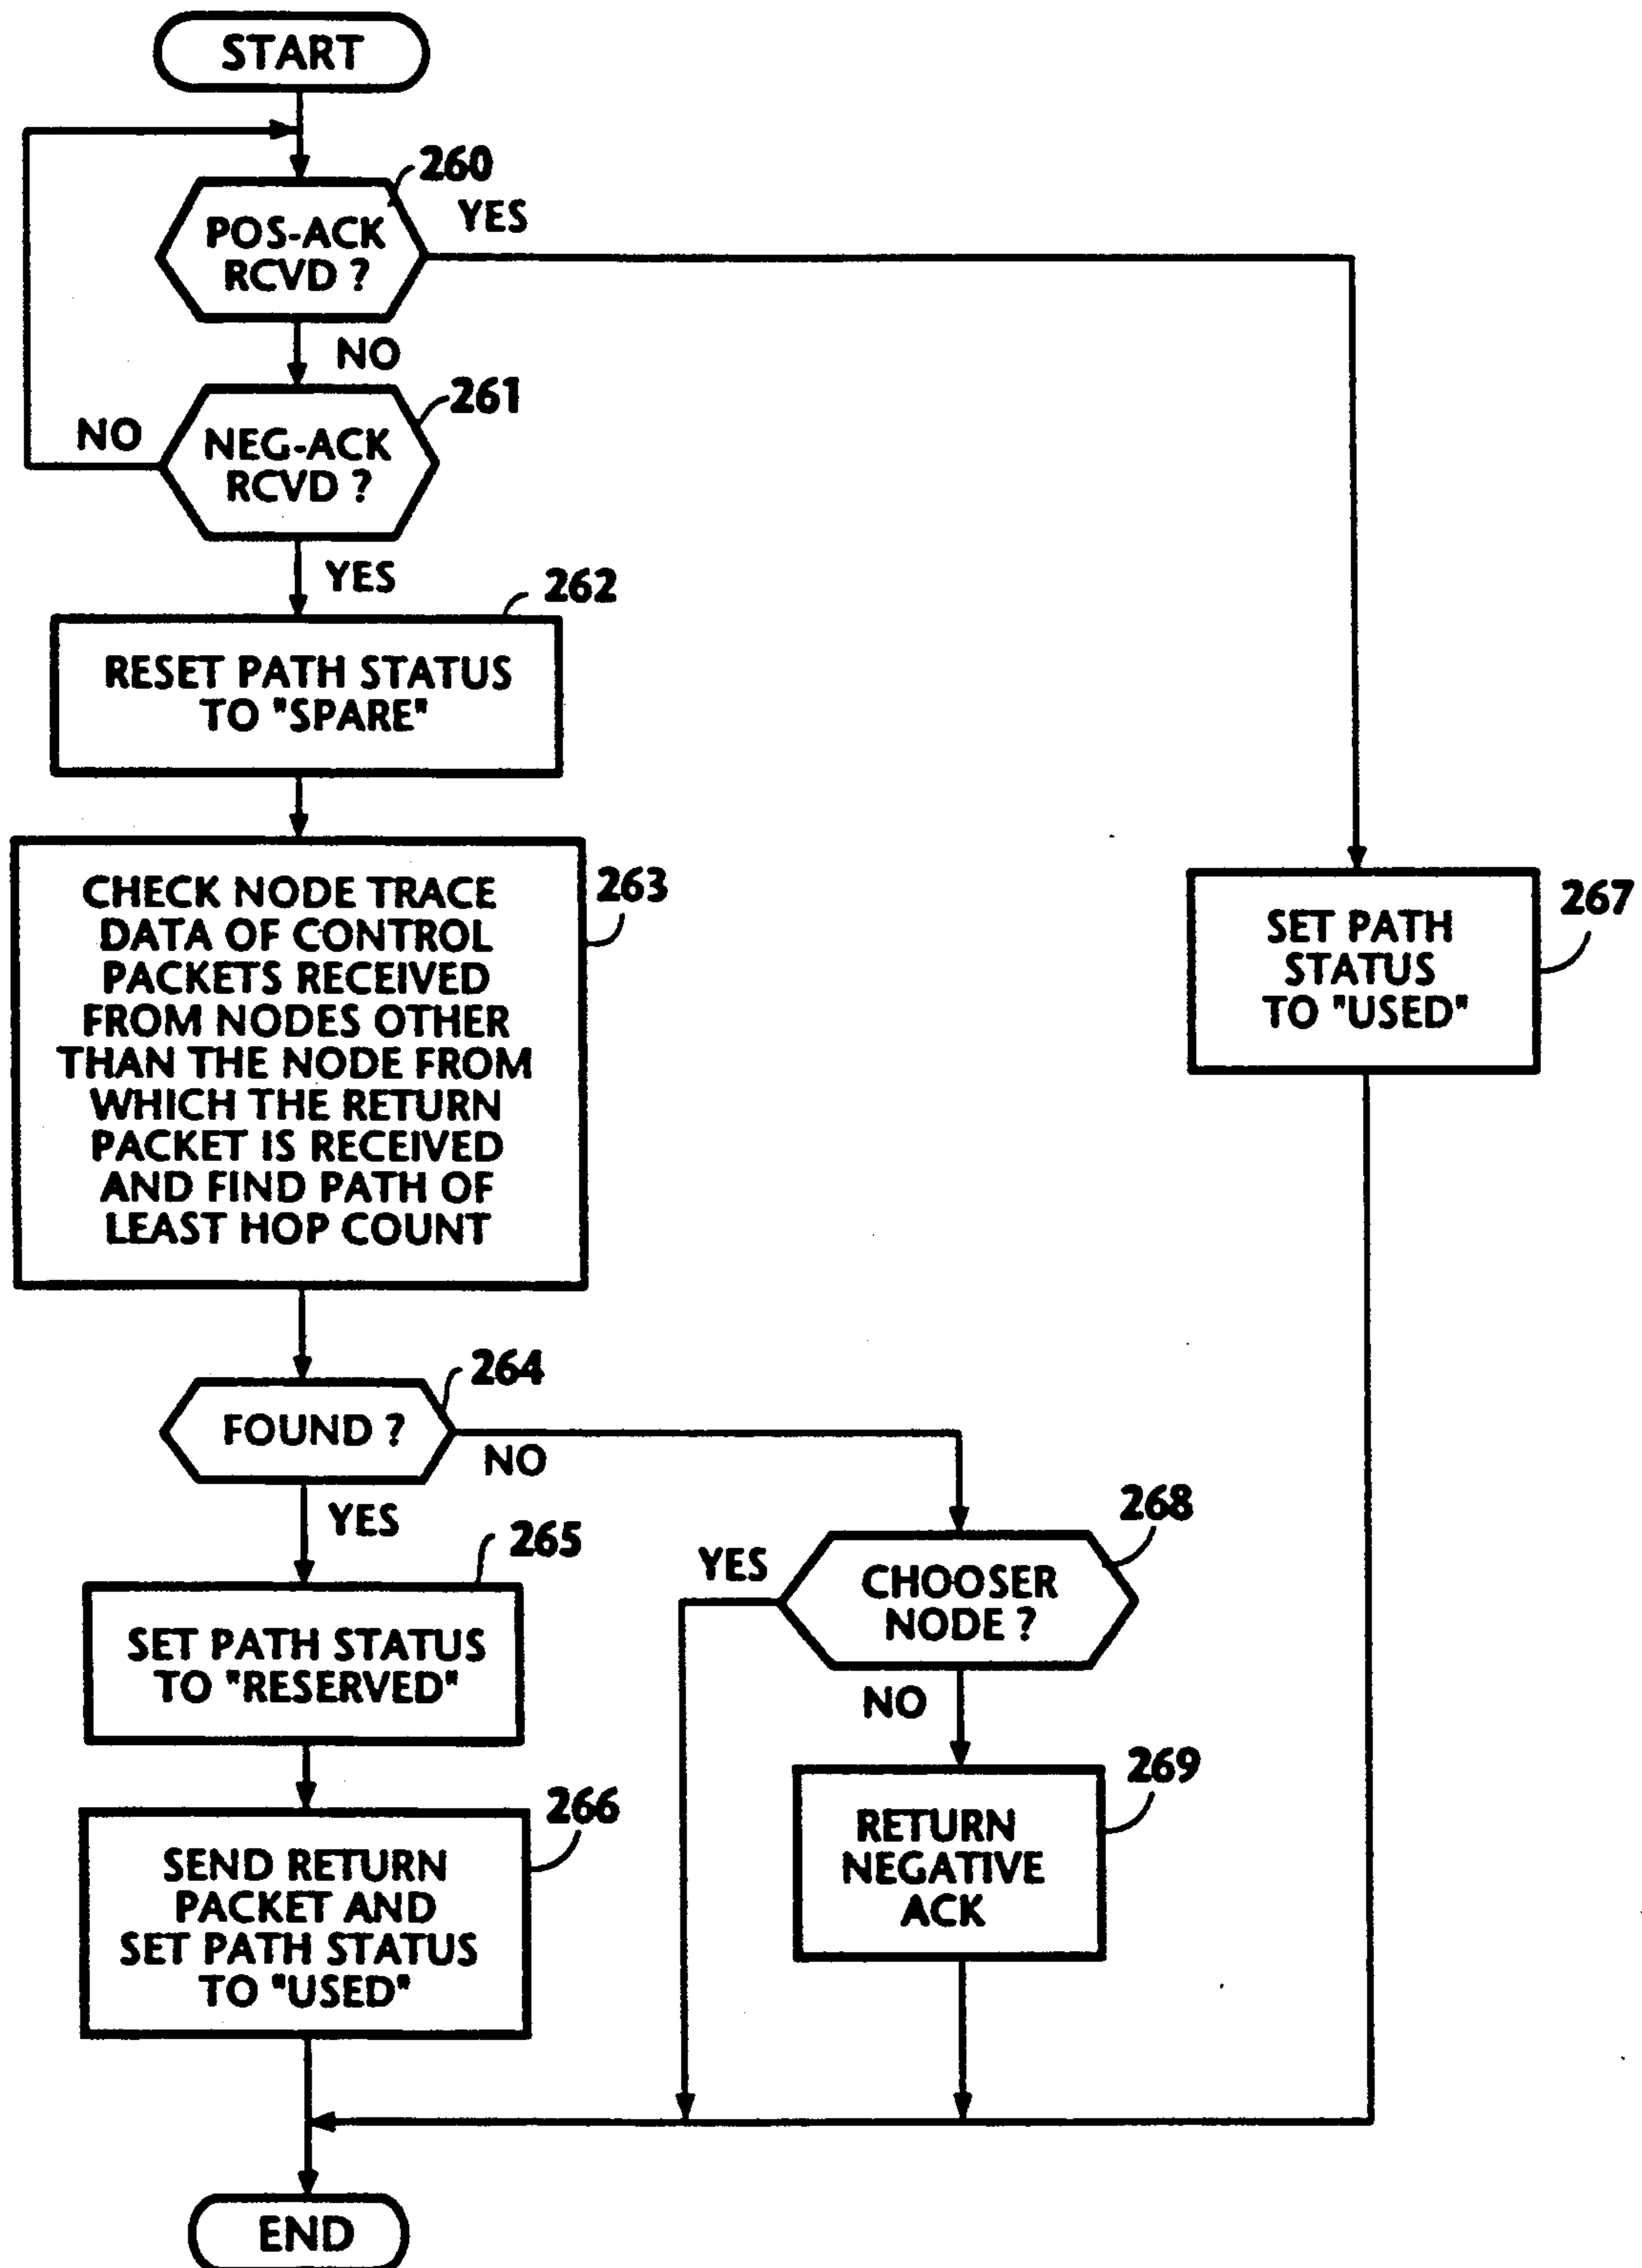 START
260
POS-ACK
RCVD ?
YES
NO
261
NEG-ACK
RCVD ?
NO
YES
262
RESET PATH STATUS
TO "SPARE"
263
CHECK NODE TRACE
DATA OF CONTROL
PACKETS RECEIVED
FROM NODES OTHER
THAN THE NODE FROM
WHICH THE RETURN
PACKET IS RECEIVED
AND FIND PATH OF
LEAST HOP COUNT
267
SET PATH
STATUS
TO "USED"
264
FOUND ?
NO
YES
265
SET PATH STATUS
TO "RESERVED"
266
SEND RETURN
PACKET AND
SET PATH STATUS
TO "USED"
268
YES
CHOOSER
NODE ?
NO
269
RETURN
NEGATIVE
ACK
END